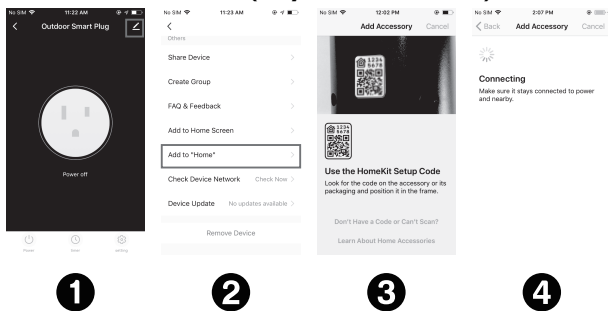 No SIM 11:22 AM
Outdoor Smart Plug
Power off
Power
Timer
Setting
1
No SIM 11:23 AM
Others
Share Device
Create Group
FAQ & Feedback
Add to Home Screen
Add to "Home"
Check Device Network Check Now
Device Update No updates available
Remove Device
2
No SIM 12:02 PM
Add Accessory Cancel
1234
5678
1234
5678
Use the HomeKit Setup Code
Look for the code on the accessory or its
packaging and position it in the frame.
Don't Have a Code or Can't Scan?
Learn About Home Accessories
3
No SIM 2:07 PM
Back Add Accessory Cancel
Connecting
Make sure it stays connected to power
and nearby.
4